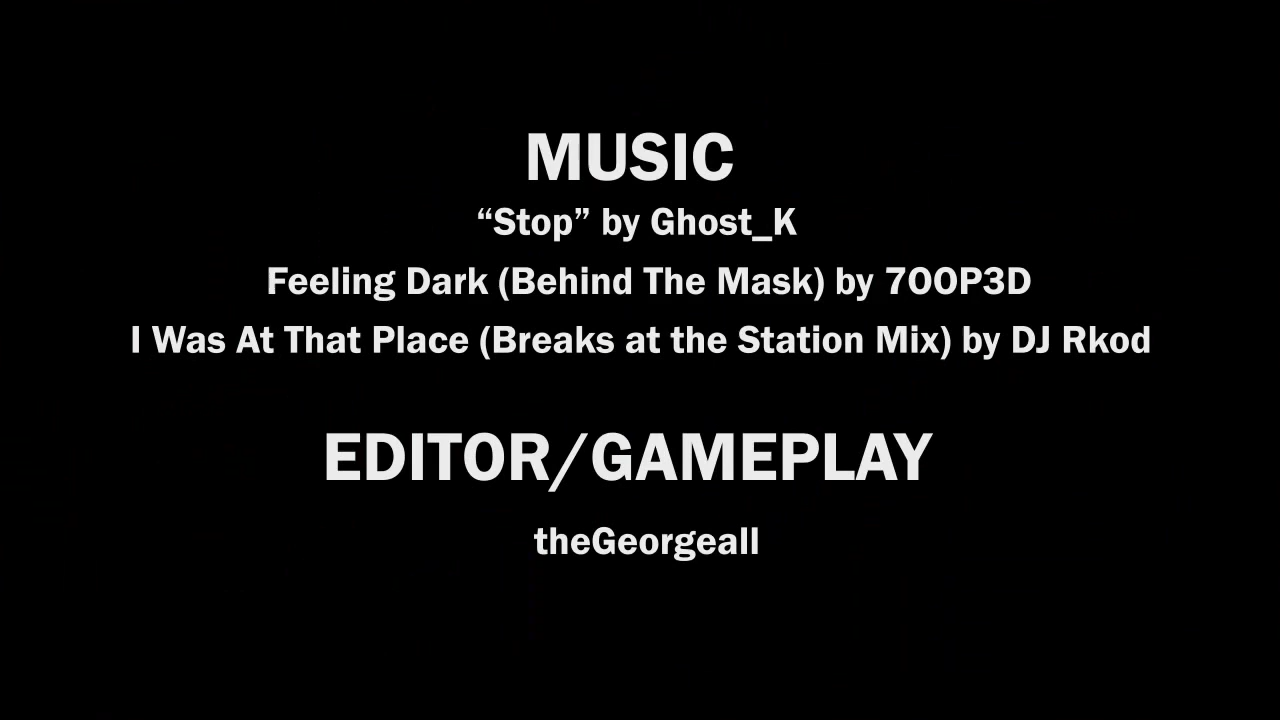 MUSIC
“Stop” by Ghost_K
Feeling Dark (Behind The Mask) by 7OOP3D
I Was At That Place (Breaks at the Station Mix) by DJ Rkod
EDITOR/GAMEPLAY
theGeorgeall